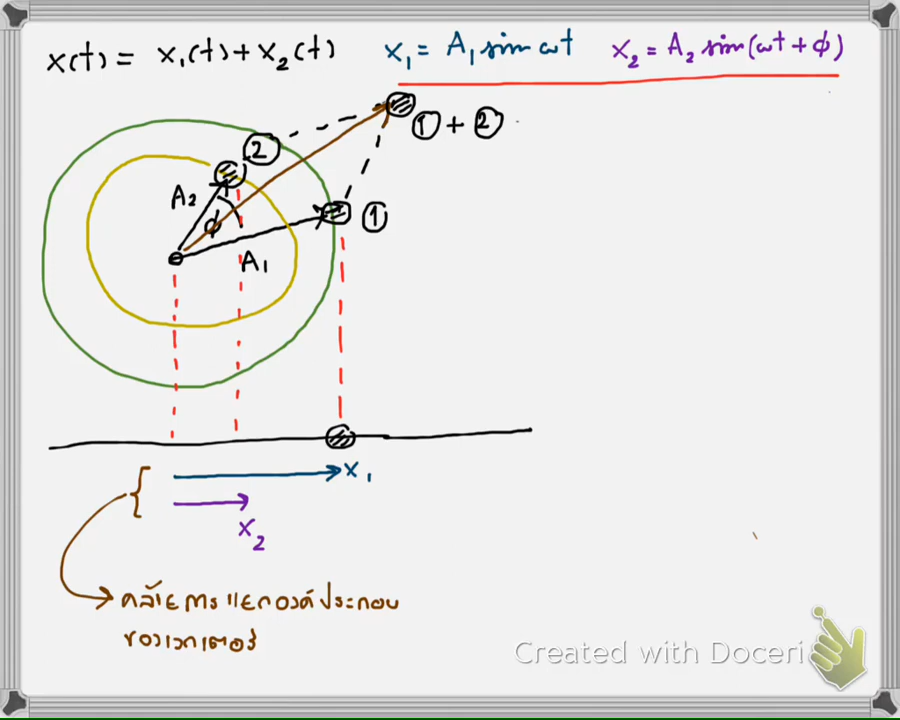 x(t) = x₁(t) + x₂(t)    x₁ = A₁ sin ωt    x₂ = A₂ sin(ωt + φ)
② ① + ②
A₂
φ ①
A₁
x₁
x₂
คล้ายการแยกองค์ประกอบ
ของเวกเตอร์
Created with Doceri